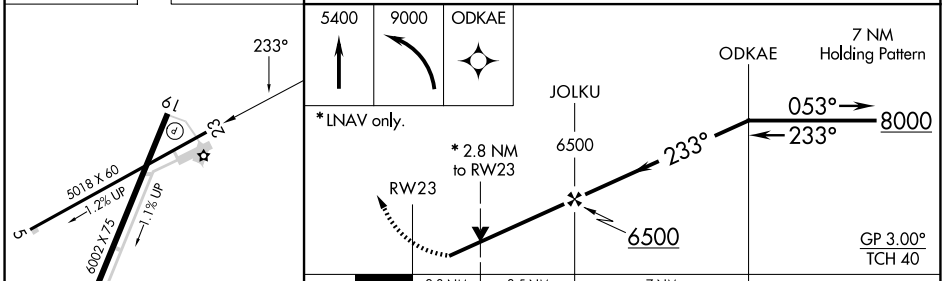 233°
19
P
23
5018 X 60
1.2% UP
5
6002 X 75
1.1% UP
5400
9000
ODKAE
*LNAV only.
RW23
* 2.8 NM
to RW23
JOLKU
6500
6500
233°
ODKAE
7 NM
Holding Pattern
053°
233°
8000
GP 3.00°
TCH 40
7 NM